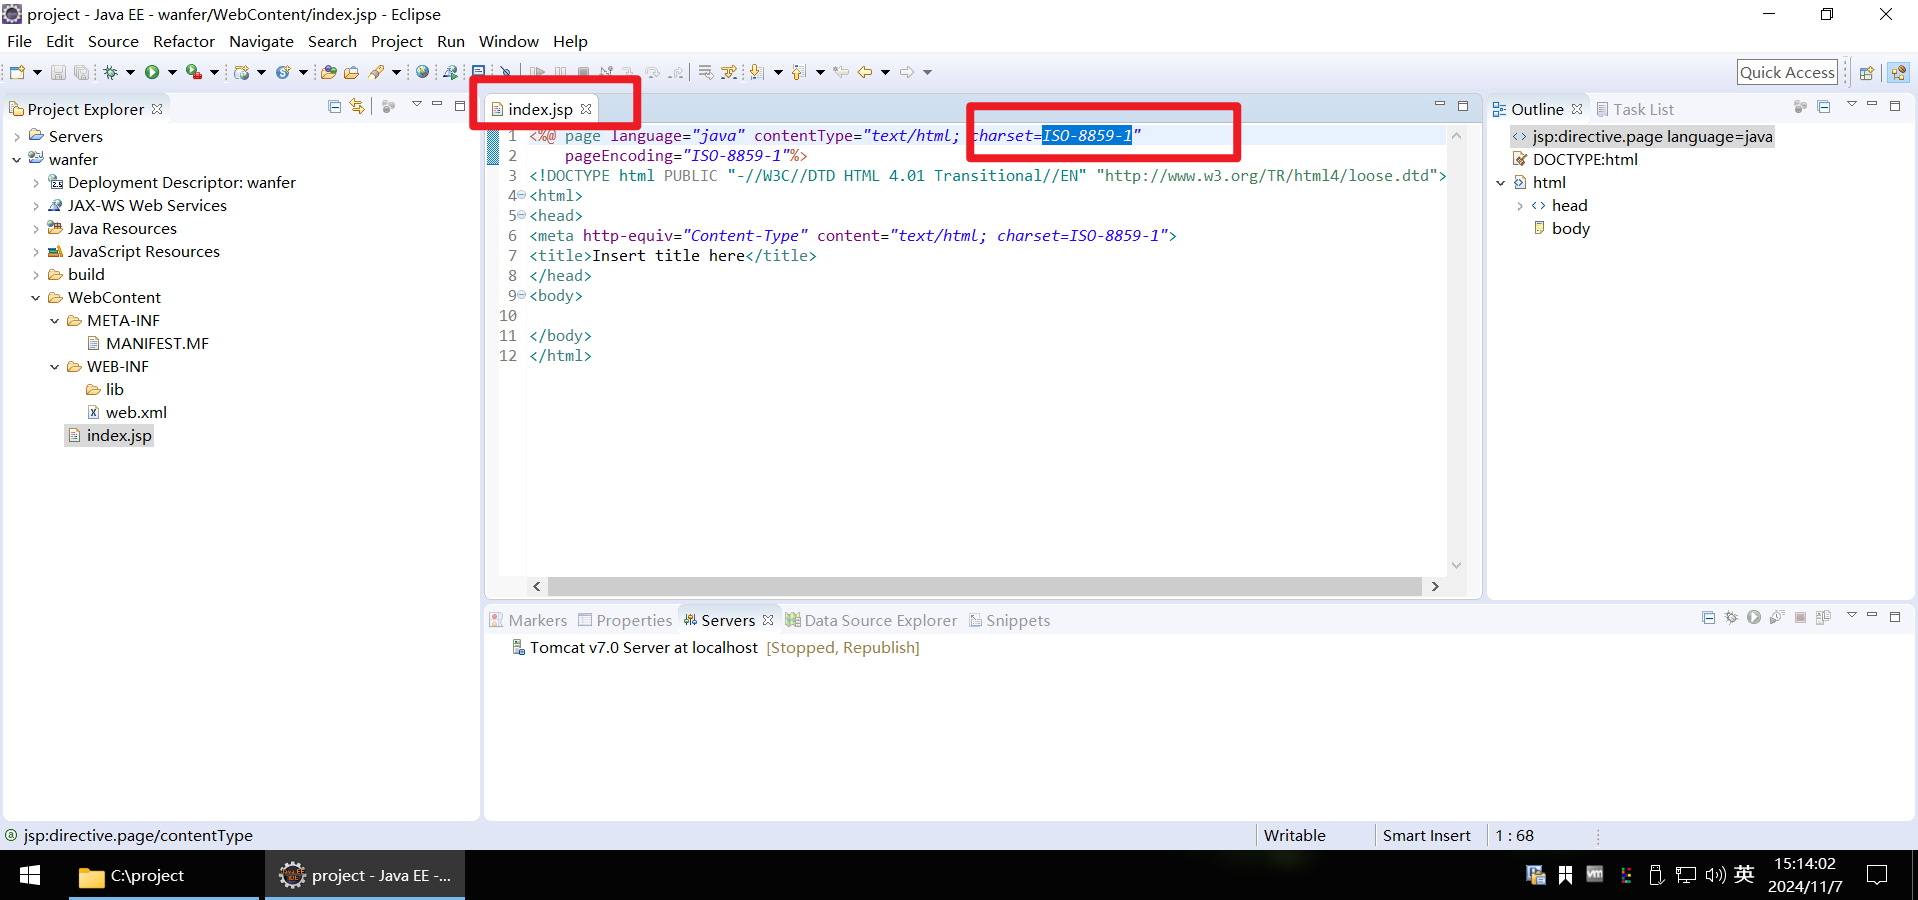 project - Java EE - wanfer/WebContent/index.jsp - Eclipse
File Edit Source Refactor Navigate Search Project Run Window Help
Quick Access
Project Explorer
Servers
wanfer
Deployment Descriptor: wanfer
JAX-WS Web Services
Java Resources
JavaScript Resources
build
WebContent
META-INF
MANIFEST.MF
WEB-INF
lib
web.xml
index.jsp
index.jsp
1 <%@ page language="java" contentType="text/html; charset=ISO-8859-1"
2 pageEncoding="ISO-8859-1"%>
3 <!DOCTYPE html PUBLIC "-//W3C//DTD HTML 4.01 Transitional//EN" "http://www.w3.org/TR/html4/loose.dtd">
4 <html>
5 <head>
6 <meta http-equiv="Content-Type" content="text/html; charset=ISO-8859-1">
7 <title>Insert title here</title>
8 </head>
9 <body>
10
11 </body>
12 </html>
Outline Task List
jsp:directive.page language=java
DOCTYPE:html
html
head
body
Markers Properties Servers Data Source Explorer Snippets
Tomcat v7.0 Server at localhost [Stopped, Republish]
jsp:directive.page/contentType
Writable Smart Insert 1 : 68
C:\project
project - Java EE -...
英
15:14:02
2024/11/7